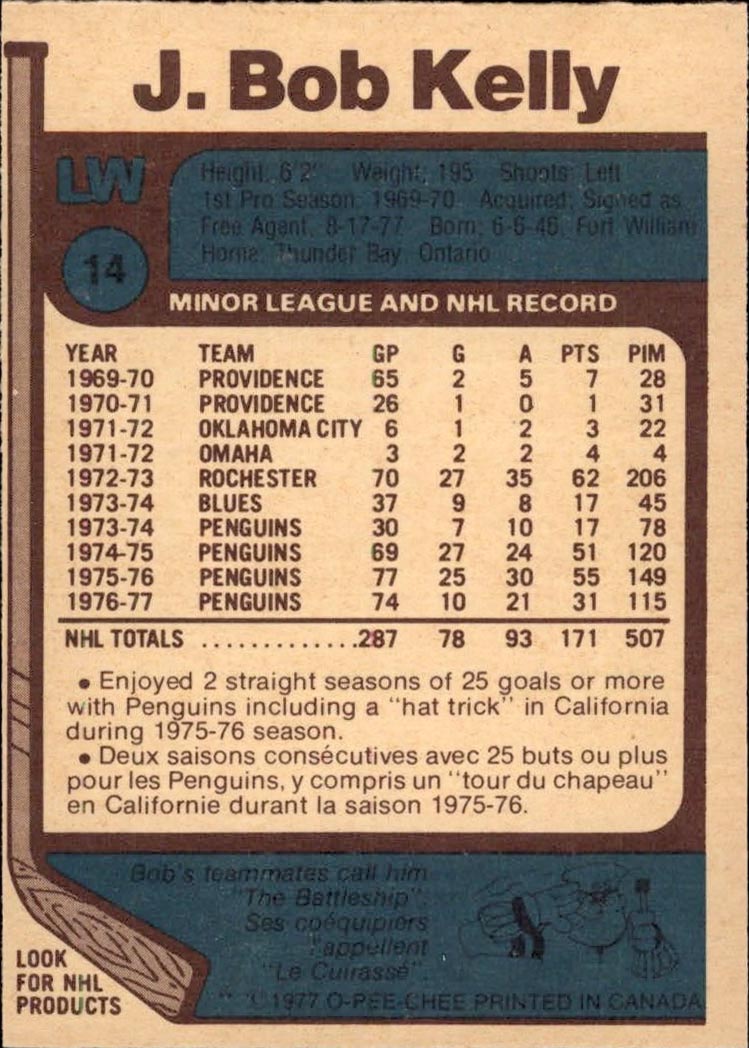 J. Bob Kelly
LW
Height: 6'2" Weight: 195 Shoots: Left
1st Pro Season: 1969-70 Acquired: Signed as
Free Agent, 8-17-77 Born: 6-6-46, Fort William
Home: Thunder Bay, Ontario
14
MINOR LEAGUE AND NHL RECORD
YEAR TEAM GP G A PTS PIM
1969-70 PROVIDENCE 65 2 5 7 28
1970-71 PROVIDENCE 26 1 0 1 31
1971-72 OKLAHOMA CITY 6 1 2 3 22
1971-72 OMAHA 3 2 2 4 4
1972-73 ROCHESTER 70 27 35 62 206
1973-74 BLUES 37 9 8 17 45
1973-74 PENGUINS 30 7 10 17 78
1974-75 PENGUINS 69 27 24 51 120
1975-76 PENGUINS 77 25 30 55 149
1976-77 PENGUINS 74 10 21 31 115
NHL TOTALS .............287 78 93 171 507
• Enjoyed 2 straight seasons of 25 goals or more
with Penguins including a "hat trick" in California
during 1975-76 season.
• Deux saisons consécutives avec 25 buts ou plus
pour les Penguins, y compris un "tour du chapeau"
en Californie durant la saison 1975-76.
Bob's teammates call him
"The Battleship".
Ses coéquipiers
l'appellent
"Le Cuirassé".
LOOK
FOR NHL
PRODUCTS
© 1977 O-PEE-CHEE PRINTED IN CANADA